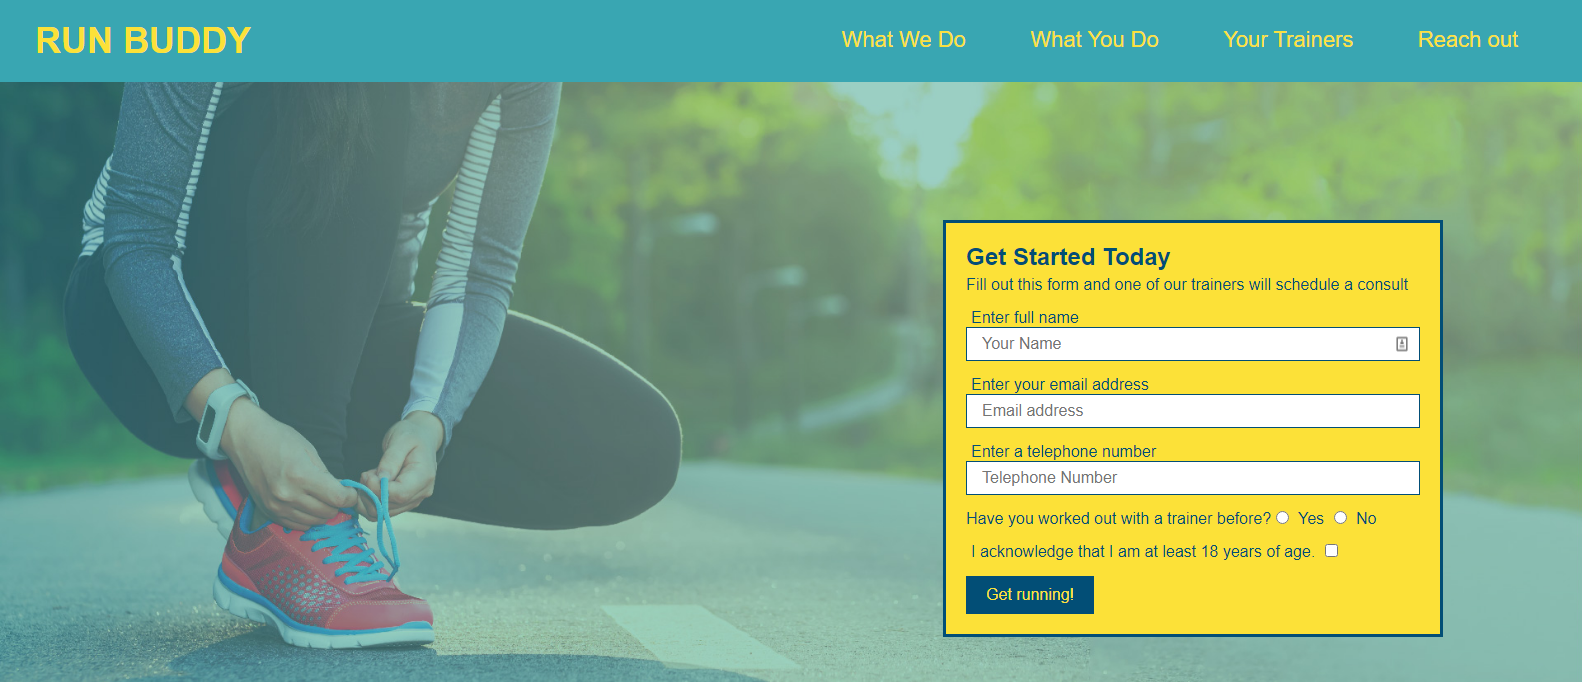 RUN BUDDY
What We Do What You Do Your Trainers Reach out
Get Started Today
Fill out this form and one of our trainers will schedule a consult
Enter full name
Your Name
Enter your email address
Email address
Enter a telephone number
Telephone Number
Have you worked out with a trainer before? Yes No
I acknowledge that I am at least 18 years of age.
Get running!